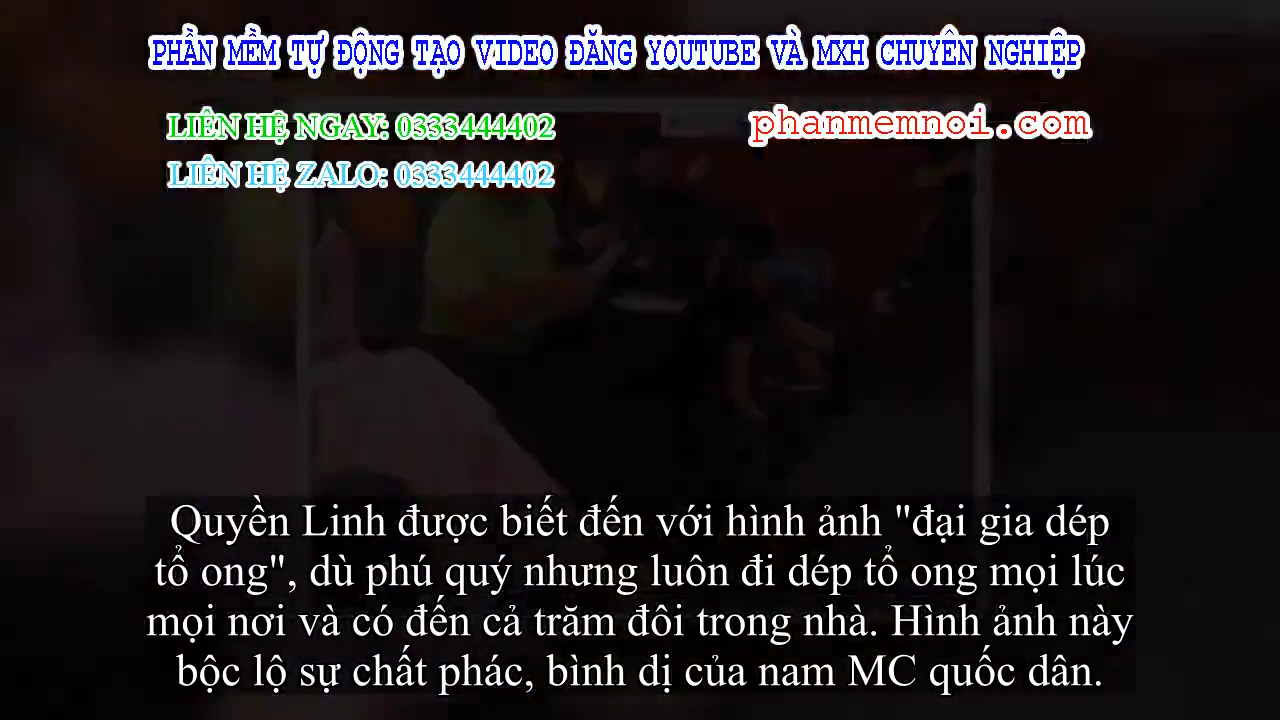 PHẦN MỀM TỰ ĐỘNG TẠO VIDEO ĐĂNG YOUTUBE VÀ MXH CHUYÊN NGHIỆP
LIÊN HỆ NGAY: 0333444402
phanmemnoi.com
LIÊN HỆ ZALO: 0333444402
Quyền Linh được biết đến với hình ảnh "đại gia dép
tổ ong", dù phú quý nhưng luôn đi dép tổ ong mọi lúc
mọi nơi và có đến cả trăm đôi trong nhà. Hình ảnh này
bộc lộ sự chất phác, bình dị của nam MC quốc dân.